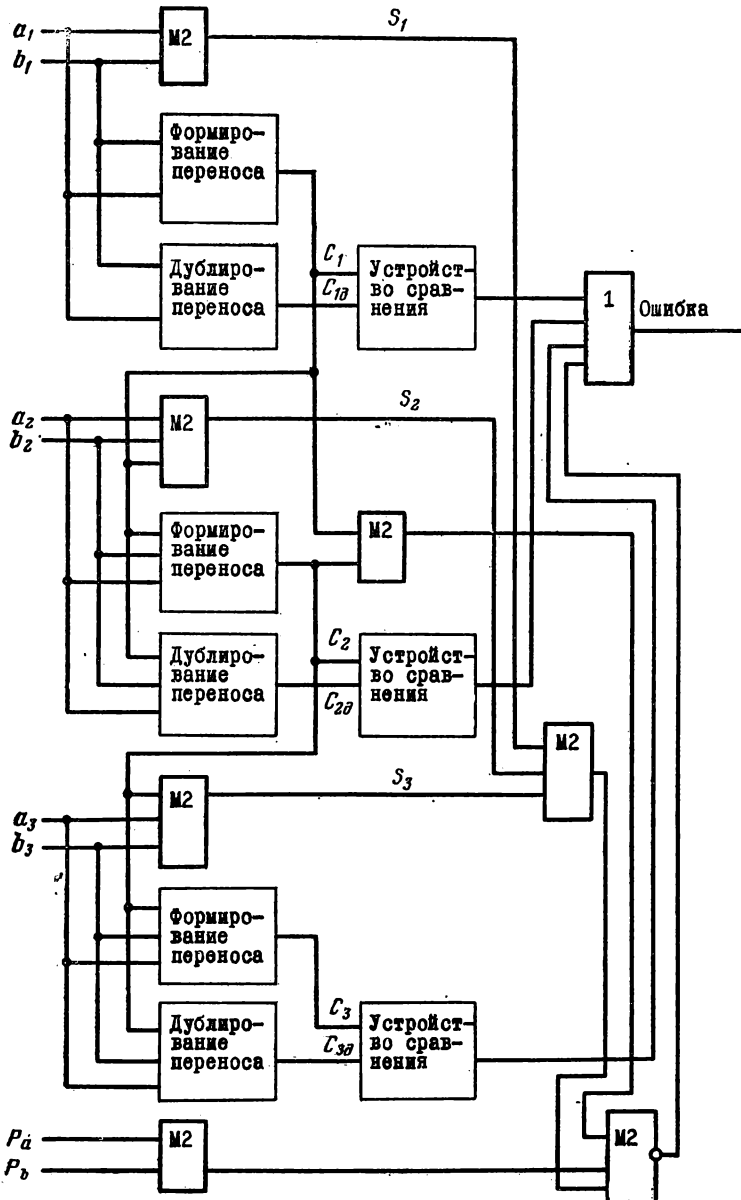 a₁
b₁
M2
S₁
Формиро-
вание
переноса
Дублиро-
вание
переноса
C₁
C₁д
Устройст-
во срав-
нения
1
Ошибка
a₂
b₂
M2
S₂
Формиро-
вание
переноса
M2
Дублиро-
вание
переноса
C₂
C₂д
Устройст-
во срав-
нения
M2
a₃
b₃
M2
S₃
Формиро-
вание
переноса
Дублиро-
вание
переноса
C₃
C₃д
Устройст-
во срав-
нения
Pa
Pb
M2
M2